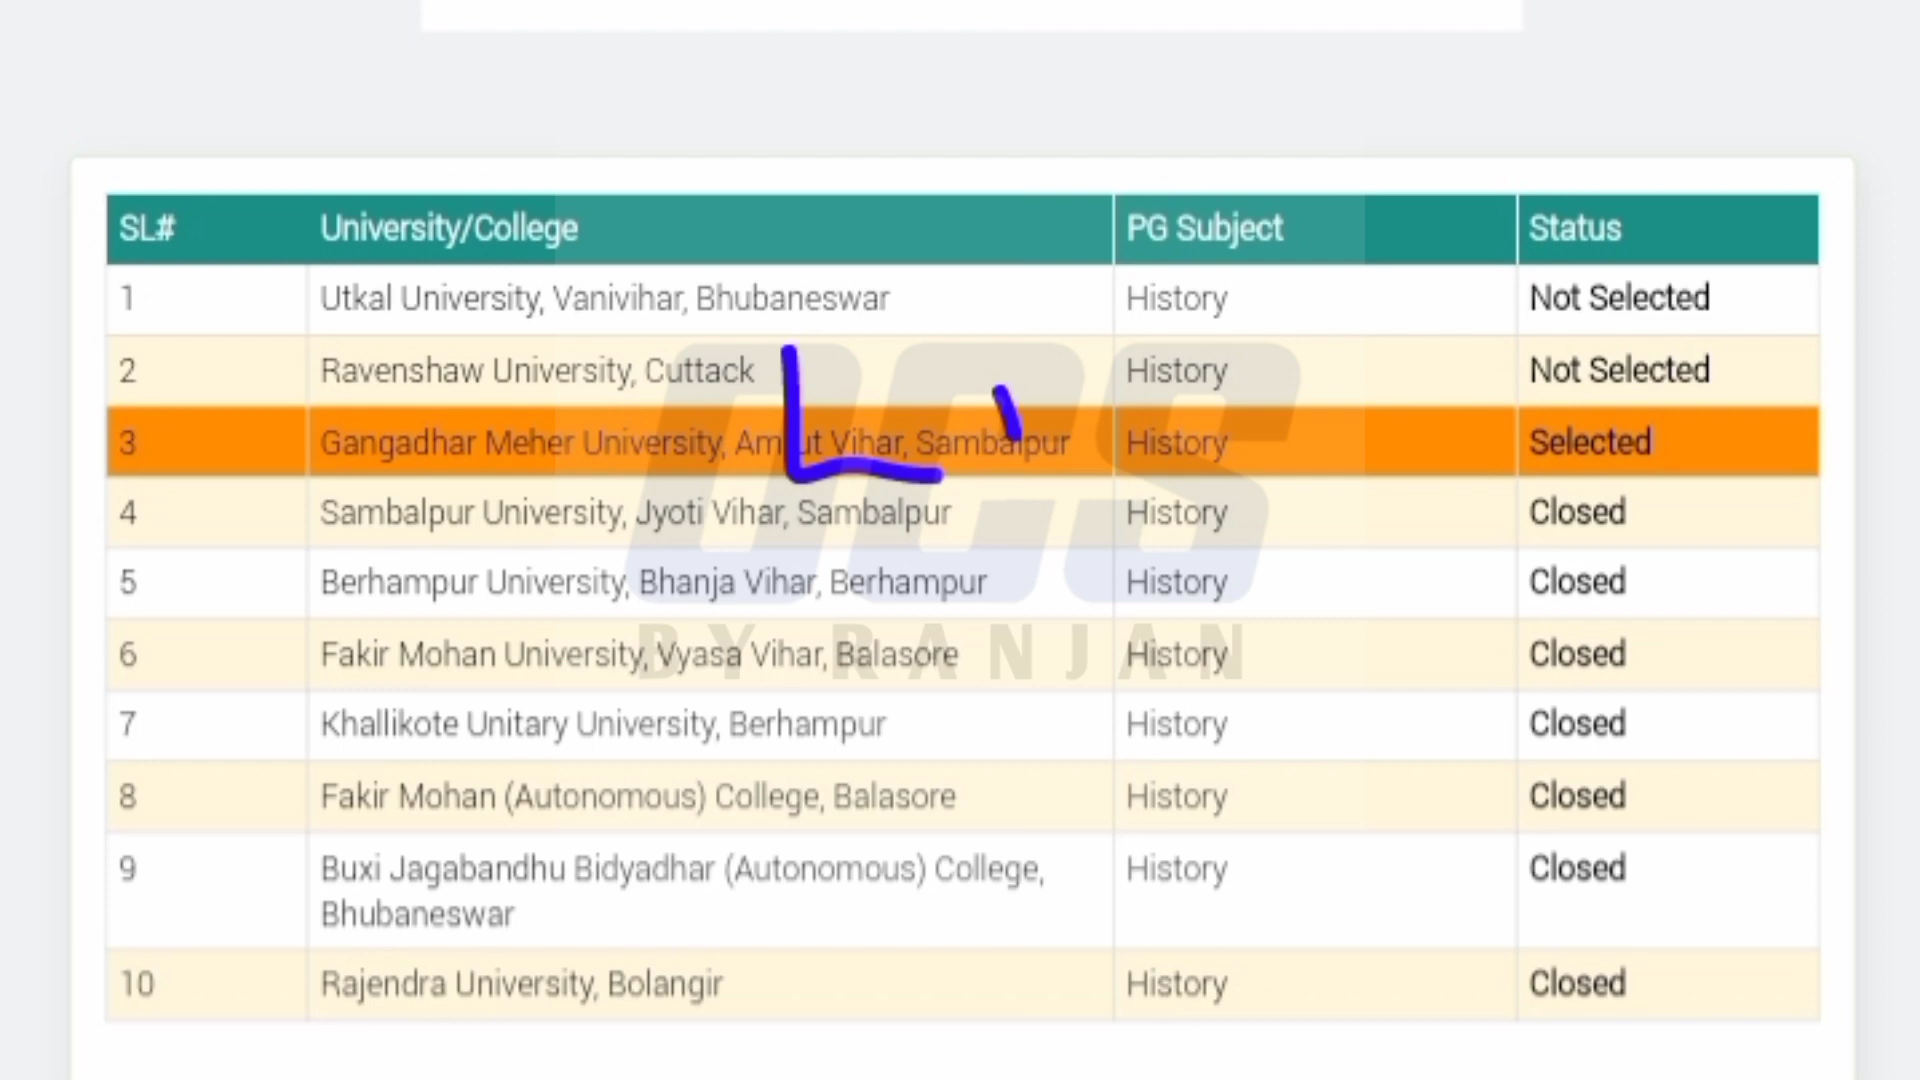 SL# University/College PG Subject Status
1 Utkal University, Vanivihar, Bhubaneswar History Not Selected
2 Ravenshaw University, Cuttack History Not Selected
3 Gangadhar Meher University, Amrut Vihar, Sambalpur History Selected
4 Sambalpur University, Jyoti Vihar, Sambalpur History Closed
5 Berhampur University, Bhanja Vihar, Berhampur History Closed
6 Fakir Mohan University, Vyasa Vihar, Balasore History Closed
7 Khallikote Unitary University, Berhampur History Closed
8 Fakir Mohan (Autonomous) College, Balasore History Closed
9 Buxi Jagabandhu Bidyadhar (Autonomous) College, History Closed
Bhubaneswar
10 Rajendra University, Bolangir History Closed
OCS
BY RANJAN